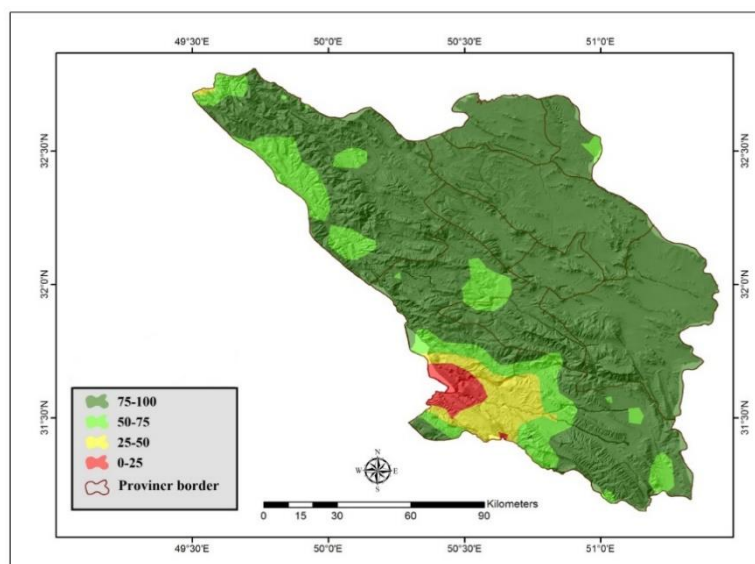 49°30'E 50°0'E 50°30'E 51°0'E
32°30'N 32°30'N
32°0'N 32°0'N
31°30'N 31°30'N
75-100
50-75
25-50
0-25
Provincr border
N
W E
S
Kilometers
0 15 30 60 90
49°30'E 50°0'E 50°30'E 51°0'E